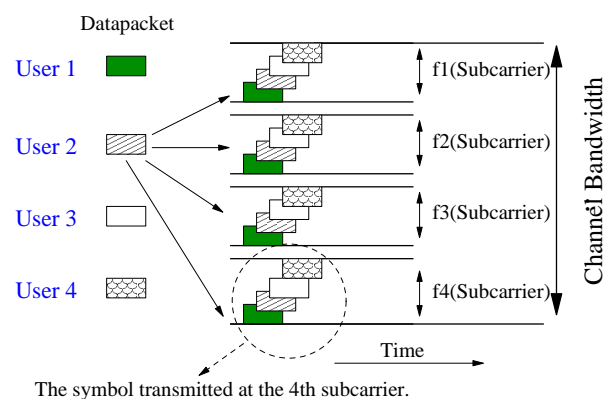 Datapacket
User 1
User 2
User 3
User 4
f1(Subcarrier)
f2(Subcarrier)
f3(Subcarrier)
f4(Subcarrier)
Channel Bandwidth
Time
The symbol transmitted at the 4th subcarrier.